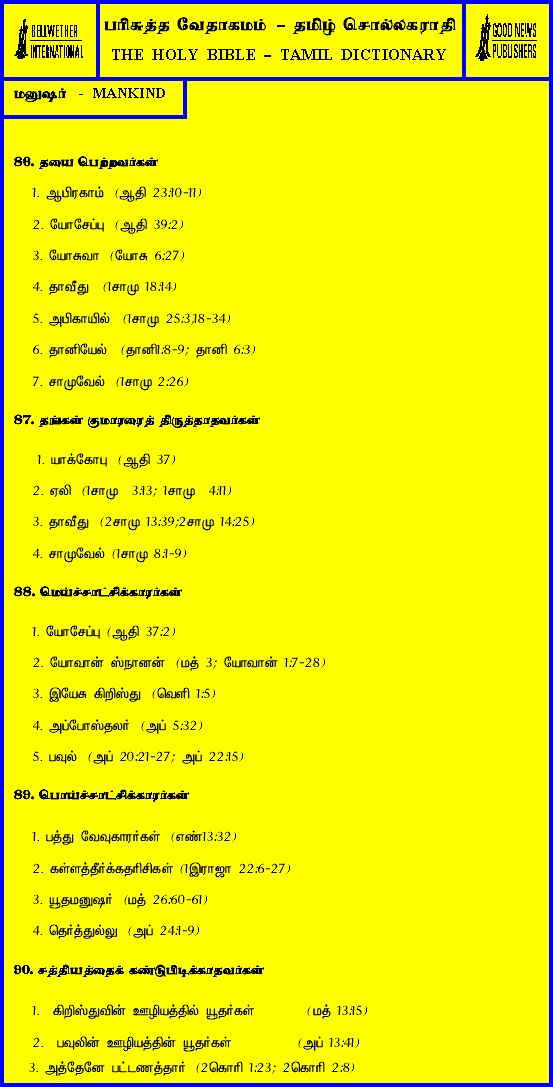 BELLWETHER
INTERNATIONAL
பரிசுத்த வேதாகமம் - தமிழ் சொல்லகராதி
THE HOLY BIBLE - TAMIL DICTIONARY
GOOD NEWS
PUBLISHERS
மனுஷர் - MANKIND
86. தயை பெற்றவர்கள்
1. ஆபிரகாம் (ஆதி 23:10-11)
2. யோசேப்பு (ஆதி 39:2)
3. யோசுவா (யோசு 6:27)
4. தாவீது (1சாமு 18:14)
5. அபிகாயில் (1சாமு 25:3,18-34)
6. தானியேல் (தானி1:8-9; தானி 6:3)
7. சாமுவேல் (1சாமு 2:26)
87. தங்கள் குமாரரைத் திருத்தாதவர்கள்
1. யாக்கோபு (ஆதி 37)
2. ஏலி (1சாமு 3:13; 1சாமு 4:11)
3. தாவீது (2சாமு 13:39;2சாமு 14:25)
4. சாமுவேல் (1சாமு 8:1-9)
88. மெய்ச்சாட்சிக்காரர்கள்
1. யோசேப்பு (ஆதி 37:2)
2. யோவான் ஸ்நானன் (மத் 3; யோவான் 1:7-28)
3. இயேசு கிறிஸ்து (வெளி 1:5)
4. அப்போஸ்தலர் (அப் 5:32)
5. பவுல் (அப் 20:21-27; அப் 22:15)
89. பொய்ச்சாட்சிக்காரர்கள்
1. பத்து வேவுகாரர்கள் (எண்13:32)
2. கள்ளத்தீர்க்கதரிசிகள் (1இராஜா 22:6-27)
3. யூதமனுஷர் (மத் 26:60-61)
4. தெர்த்துல்லு (அப் 24:1-9)
90. சத்தியத்தைக் கண்டுபிடிக்காதவர்கள்
1. கிறிஸ்துவின் ஊழியத்தில் யூதர்கள் (மத் 13:15)
2. பவுலின் ஊழியத்தின் யூதர்கள் (அப் 13:41)
3. அத்தேனே பட்டணத்தார் (2கொரி 1:23; 2கொரி 2:8)